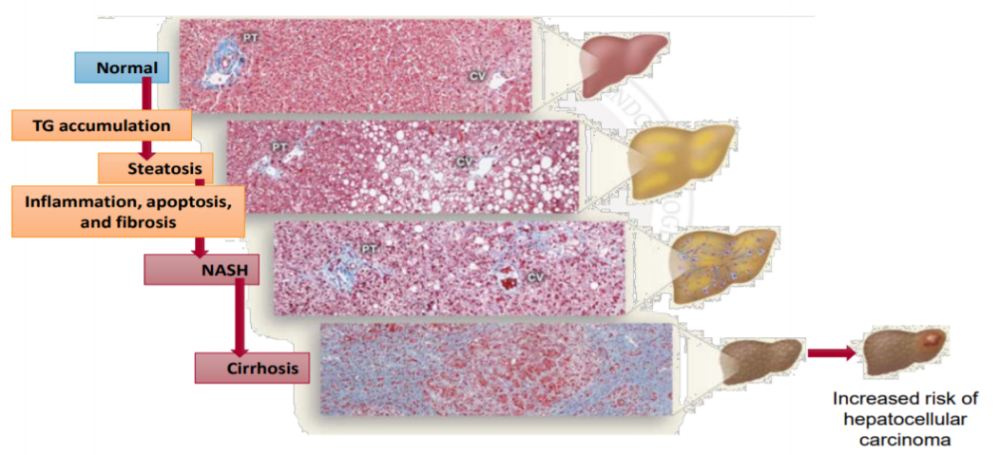 Normal
PT
CV
TG accumulation
Steatosis
PT
CV
Inflammation, apoptosis,
and fibrosis
NASH
PT
CV
Cirrhosis
Increased risk of
hepatocellular
carcinoma